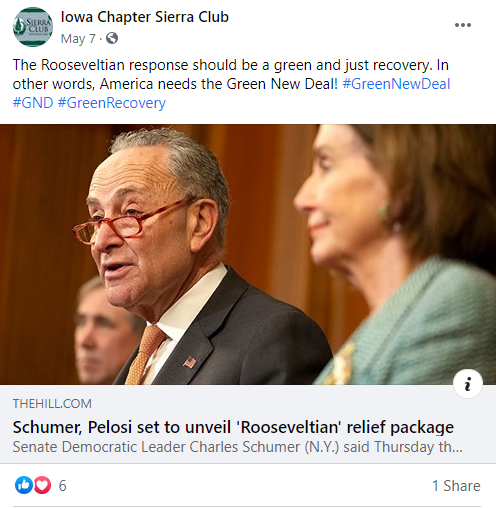 SIERRA
CLUB
Iowa Chapter Sierra Club
May 7 ·
The Rooseveltian response should be a green and just recovery. In
other words, America needs the Green New Deal! #GreenNewDeal
#GND #GreenRecovery
i
THEHILL.COM
Schumer, Pelosi set to unveil 'Rooseveltian' relief package
Senate Democratic Leader Charles Schumer (N.Y.) said Thursday th...
6
1 Share